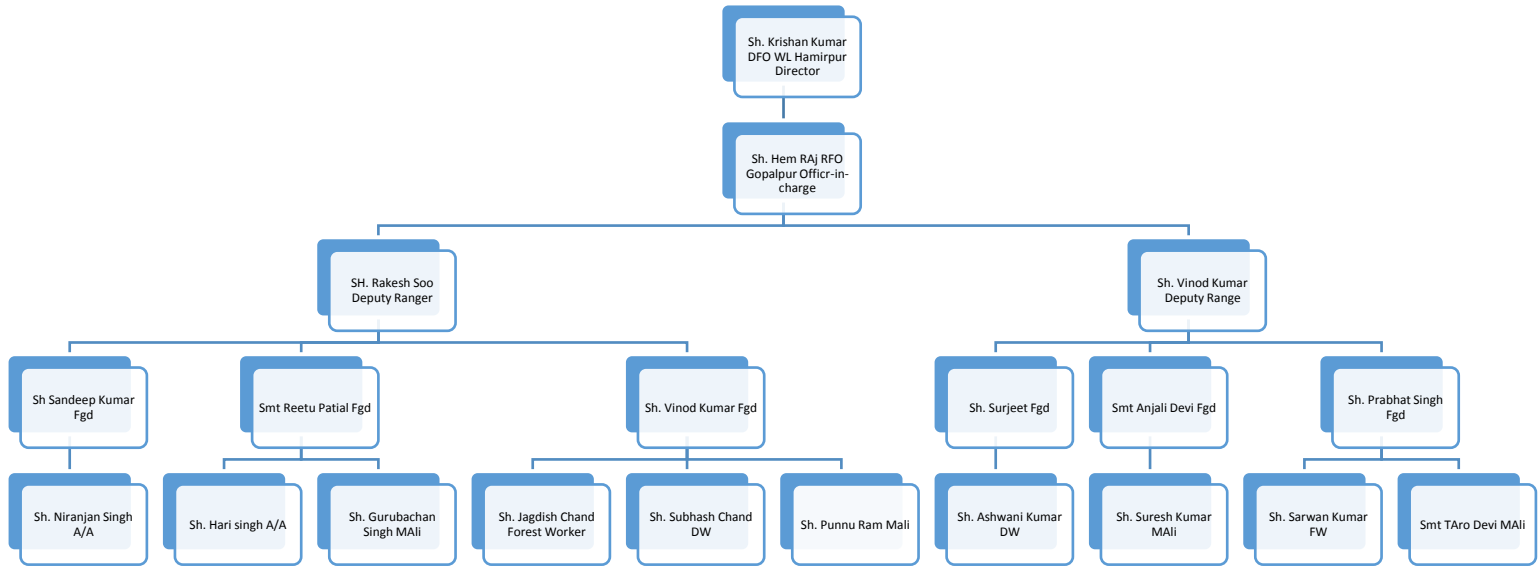 Sh. Krishan Kumar
DFO WL Hamirpur
Director
Sh. Hem RAj RFO
Gopalpur Officr-in-
charge
SH. Rakesh Soo
Deputy Ranger
Sh. Vinod Kumar
Deputy Range
Sh Sandeep Kumar
Fgd
Smt Reetu Patial Fgd
Sh. Vinod Kumar Fgd
Sh. Surjeet Fgd
Smt Anjali Devi Fgd
Sh. Prabhat Singh
Fgd
Sh. Niranjan Singh
A/A
Sh. Hari singh A/A
Sh. Gurubachan
Singh MAli
Sh. Jagdish Chand
Forest Worker
Sh. Subhash Chand
DW
Sh. Punnu Ram Mali
Sh. Ashwani Kumar
DW
Sh. Suresh Kumar
MAli
Sh. Sarwan Kumar
FW
Smt TAro Devi MAli